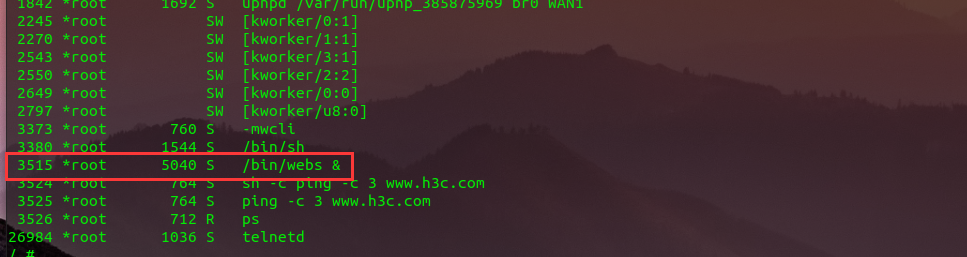 1842 *root 1692 S upnpd /var/run/upnp_385875969 br0 WAN1
2245 *root SW [kworker/0:1]
2270 *root SW [kworker/1:1]
2543 *root SW [kworker/3:1]
2550 *root SW [kworker/2:2]
2649 *root SW [kworker/0:0]
2797 *root SW [kworker/u8:0]
3373 *root 760 S -mwcli
3380 *root 1544 S /bin/sh
3515 *root 5040 S /bin/webs &
3524 *root 764 S sh -c ping -c 3 www.h3c.com
3525 *root 764 S ping -c 3 www.h3c.com
3526 *root 712 R ps
26984 *root 1036 S telnetd
/ #